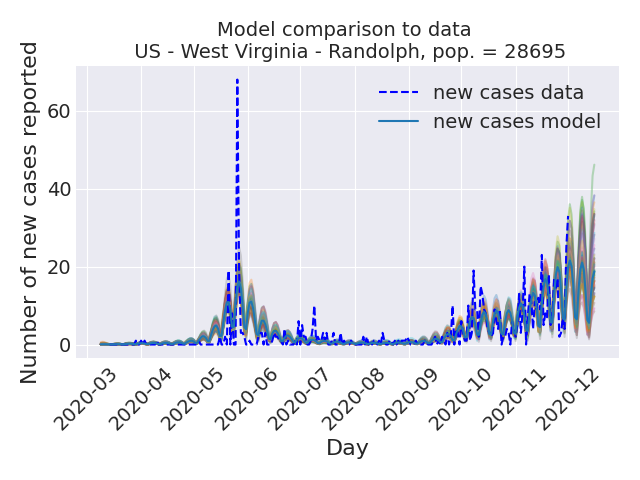 Model comparison to data
US - West Virginia - Randolph, pop. = 28695
Number of new cases reported
60
40
20
0
new cases data
new cases model
2020-03
2020-04
2020-05
2020-06
2020-07
2020-08
2020-09
2020-10
2020-11
2020-12
Day